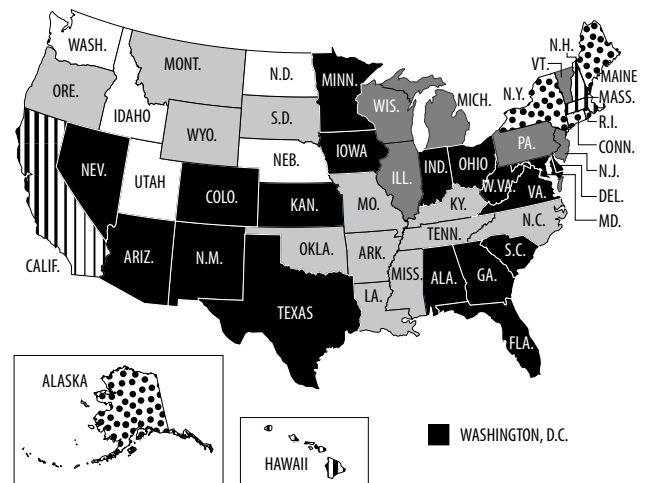 WASH.
MONT.
N.D.
MINN.
N.H.
VT.
MAINE
ORE.
IDAHO
S.D.
WIS.
MICH.
N.Y.
MASS.
R.I.
WYO.
CONN.
NEB.
IOWA
PA.
N.J.
NEV.
UTAH
COLO.
KAN.
MO.
ILL.
IND.
OHIO
W.VA.
VA.
DEL.
MD.
KY.
N.C.
TENN.
CALIF.
ARIZ.
N.M.
OKLA.
ARK.
S.C.
MISS.
ALA.
GA.
LA.
TEXAS
FLA.
ALASKA
HAWAII
WASHINGTON, D.C.